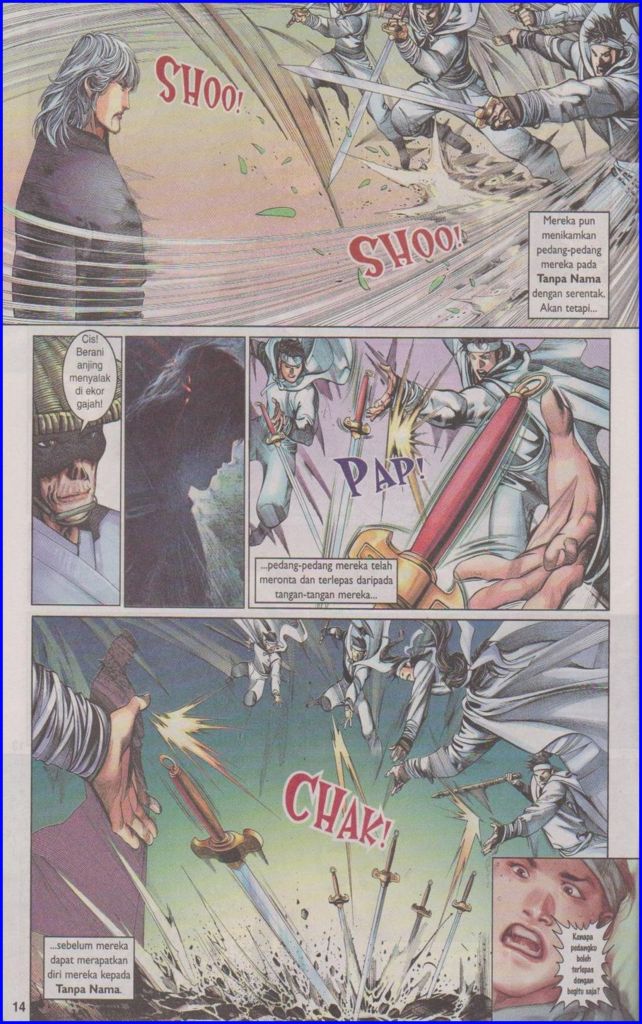 SHOO!
SHOO!
Mereka pun
menikamkan
pedang-pedang
mereka pada
Tanpa Nama
dengan serentak.
Akan tetapi...
Cis!
Berani
anjing
menyalak
di ekor
gajah!
PAP!
...pedang-pedang mereka telah
meronta dan terlepas daripada
tangan-tangan mereka...
CHAK!
...sebelum mereka
dapat merapatkan
diri mereka kepada
Tanpa Nama.
Kenapa
pedangku
boleh
terlepas
dengan
begitu saja?
14